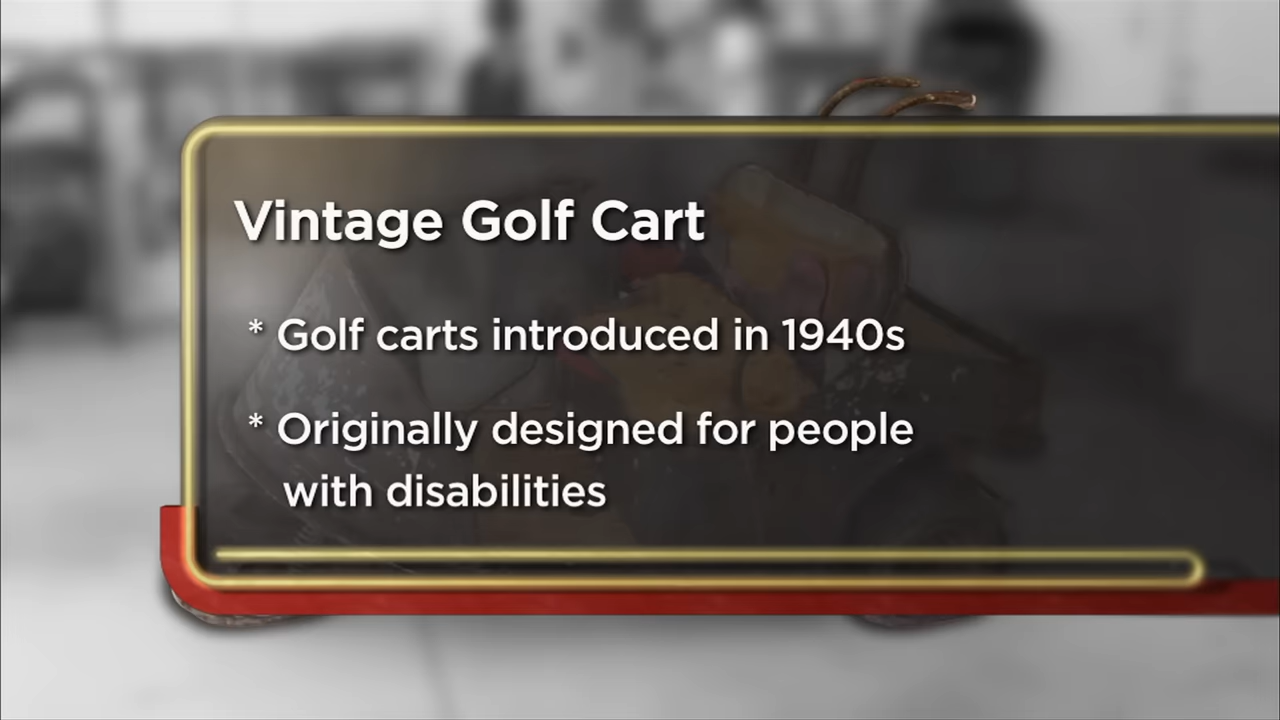 Vintage Golf Cart
* Golf carts introduced in 1940s
* Originally designed for people
with disabilities